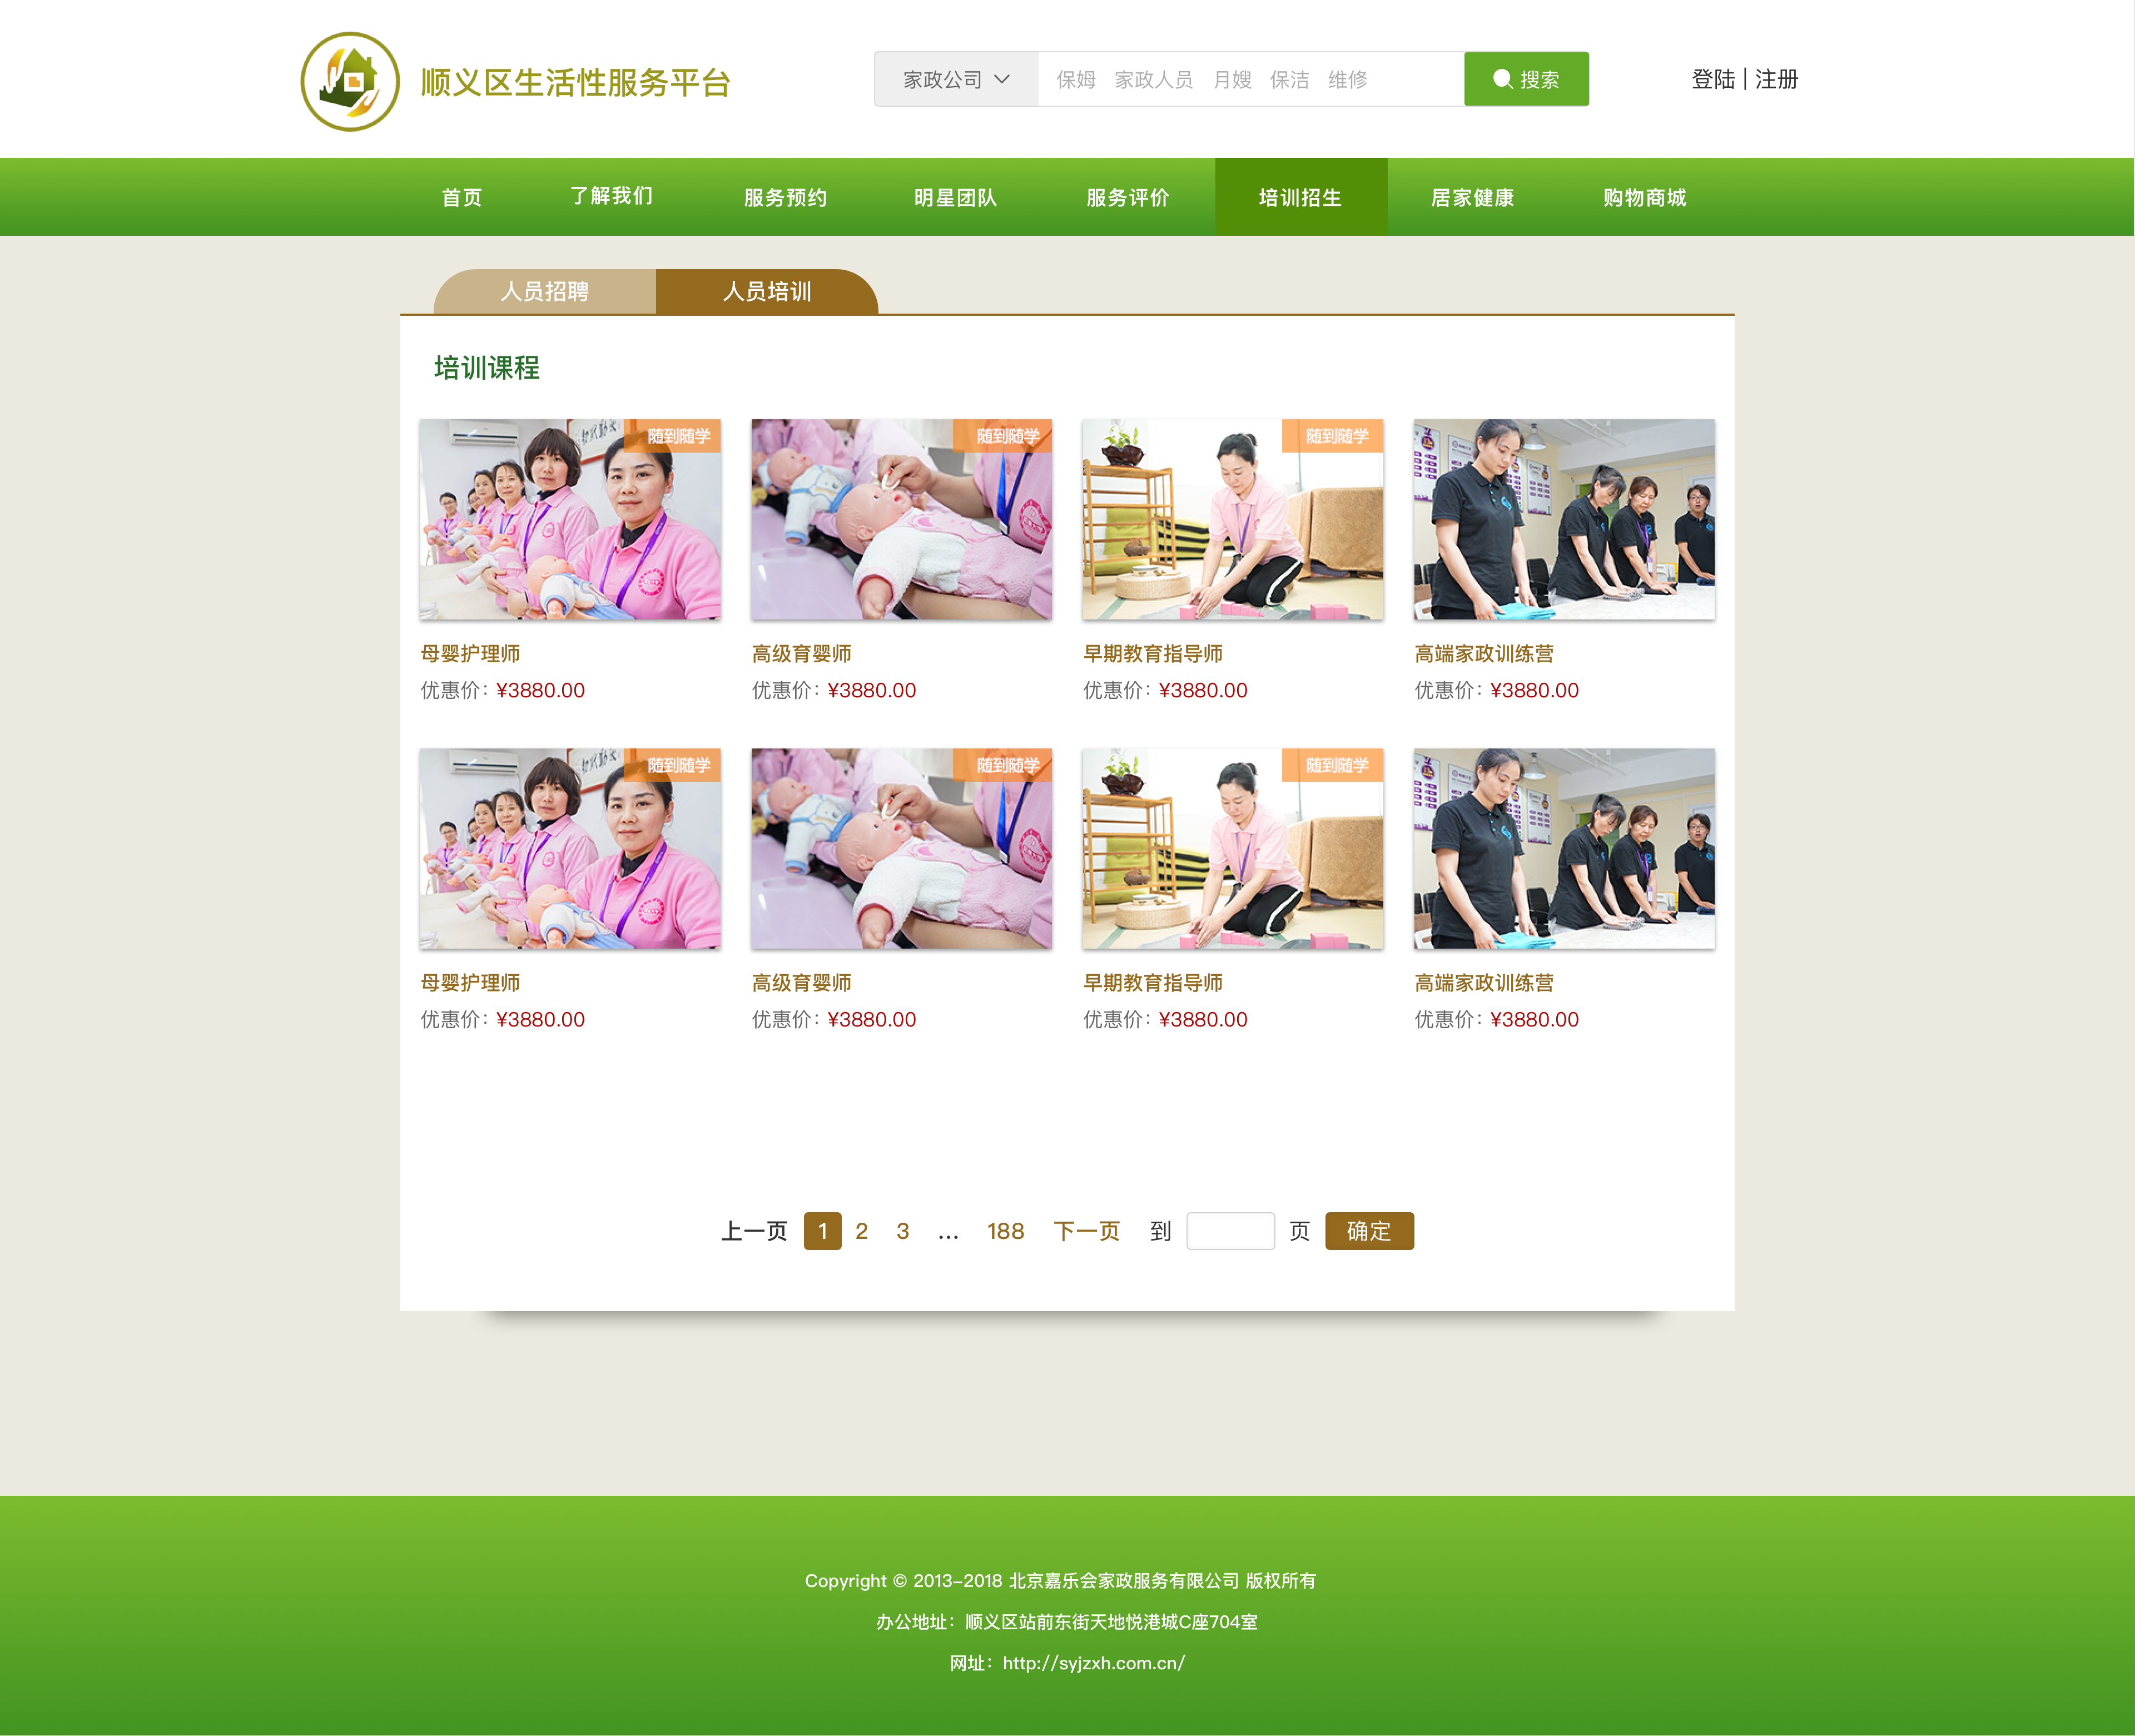 顺义区生活性服务平台
家政公司 保姆 家政人员 月嫂 保洁 维修 搜索
登陆 | 注册
首页 了解我们 服务预约 明星团队 服务评价 培训招生 居家健康 购物商城
人员招聘 人员培训
培训课程
随到随学 随到随学 随到随学
母婴护理师 高级育婴师 早期教育指导师 高端家政训练营
优惠价：¥3880.00 优惠价：¥3880.00 优惠价：¥3880.00 优惠价：¥3880.00
随到随学 随到随学 随到随学
母婴护理师 高级育婴师 早期教育指导师 高端家政训练营
优惠价：¥3880.00 优惠价：¥3880.00 优惠价：¥3880.00 优惠价：¥3880.00
上一页 1 2 3 ... 188 下一页 到 页 确定
Copyright © 2013-2018 北京嘉乐会家政服务有限公司 版权所有
办公地址：顺义区站前东街天地悦港城C座704室
网址：http://syjzxh.com.cn/